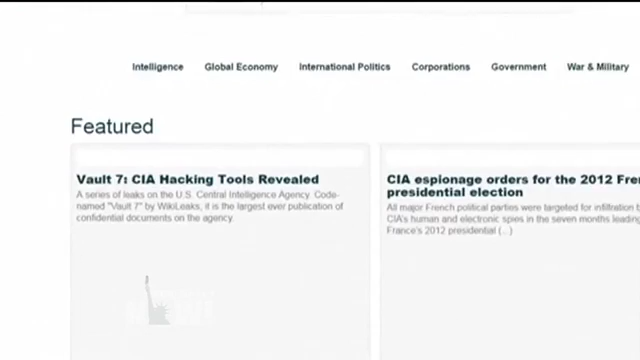 Intelligence Global Economy International Politics Corporations Government War & Military
Featured
Vault 7: CIA Hacking Tools Revealed
A series of leaks on the U.S. Central Intelligence Agency. Code-
named "Vault 7" by WikiLeaks, it is the largest ever publication of
confidential documents on the agency.
CIA espionage orders for the 2012 Fren
presidential election
All major French political parties were targeted for infiltration b
CIA's human and electronic spies in the seven months leading
France's 2012 presidential (...)